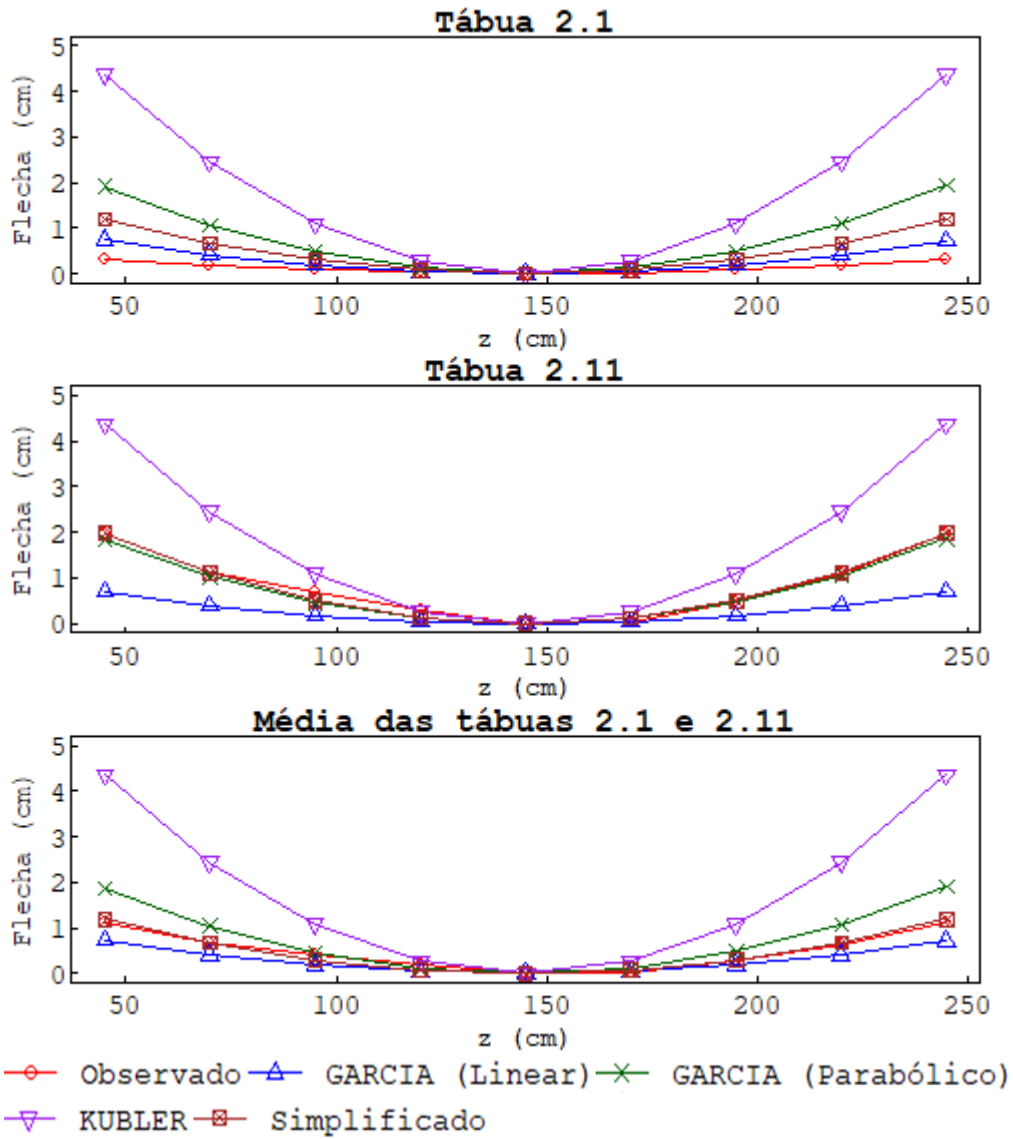 Tábua 2.1
Flecha (cm)
5
4
3
2
1
0
50 100 150 200 250
z (cm)
Tábua 2.11
Flecha (cm)
5
4
3
2
1
0
50 100 150 200 250
z (cm)
Média das tábuas 2.1 e 2.11
Flecha (cm)
5
4
3
2
1
0
50 100 150 200 250
z (cm)
Observado GARCIA (Linear) GARCIA (Parabólico)
KUBLER Simplificado